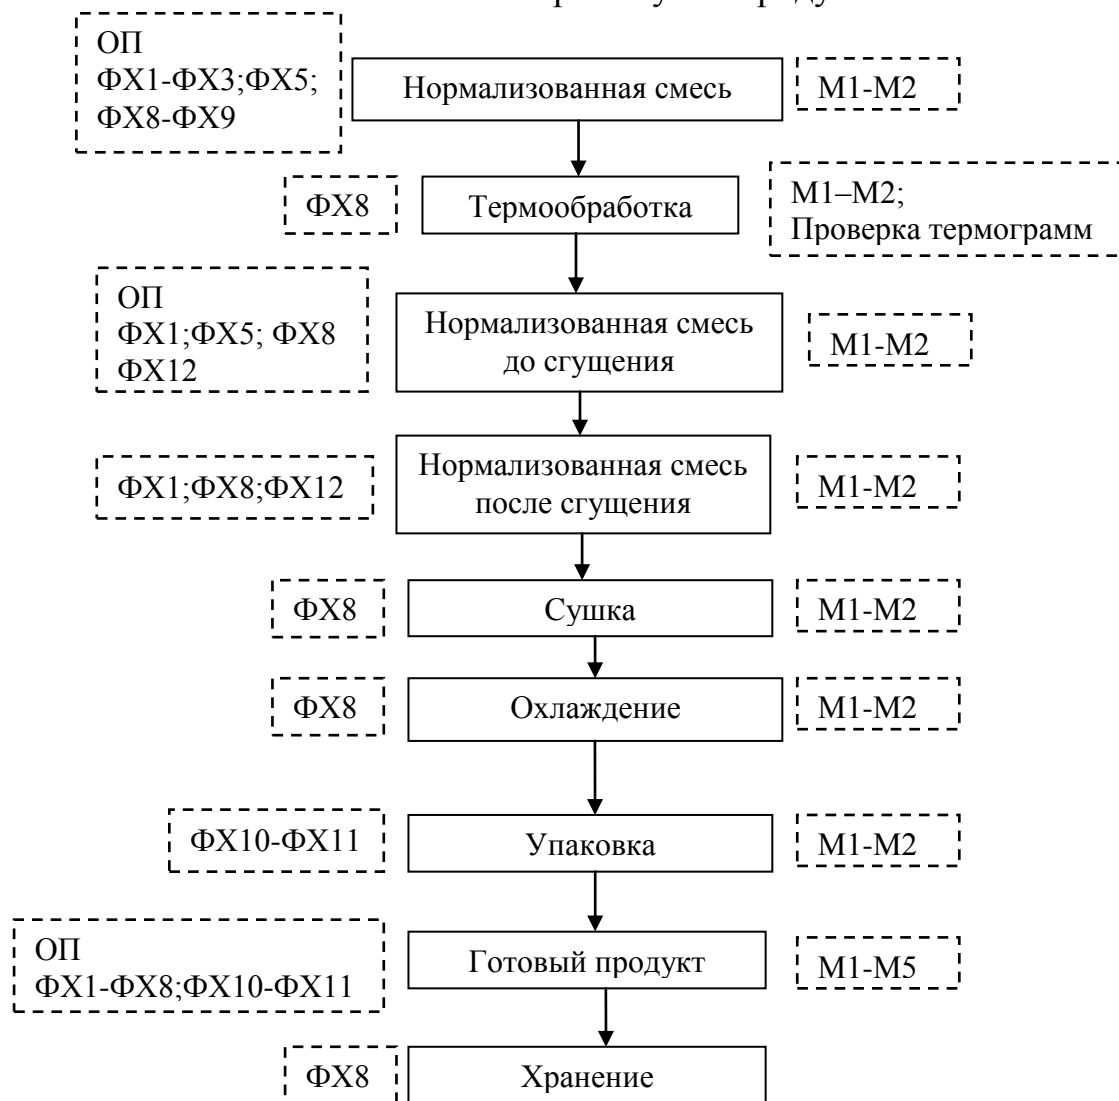 ОП
ФХ1-ФХ3;ФХ5;
ФХ8-ФХ9
Нормализованная смесь
М1-М2
ФХ8
Термообработка
М1–М2;
Проверка термограмм
ОП
ФХ1;ФХ5; ФХ8
ФХ12
Нормализованная смесь
до сгущения
М1-М2
ФХ1;ФХ8;ФХ12
Нормализованная смесь
после сгущения
М1-М2
ФХ8
Сушка
М1-М2
ФХ8
Охлаждение
М1-М2
ФХ10-ФХ11
Упаковка
М1-М2
ОП
ФХ1-ФХ8;ФХ10-ФХ11
Готовый продукт
М1-М5
ФХ8
Хранение